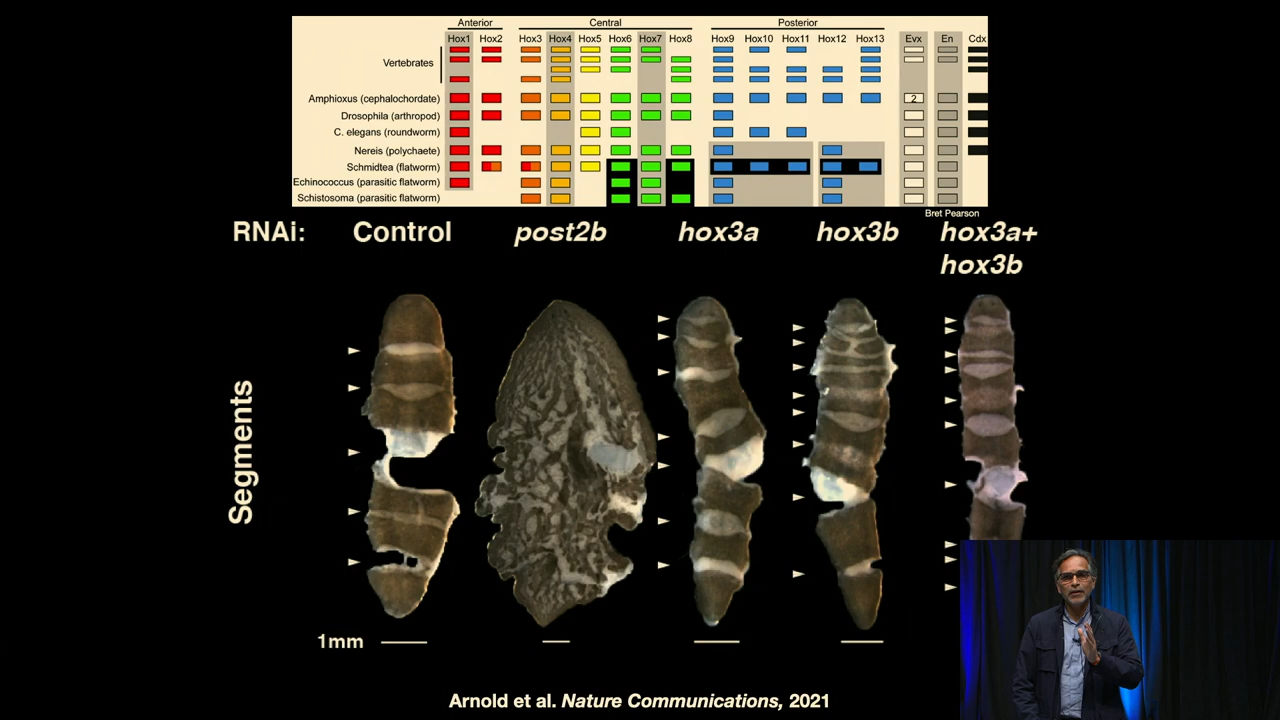 Anterior Central Posterior
Hox1 Hox2 Hox3 Hox4 Hox5 Hox6 Hox7 Hox8 Hox9 Hox10 Hox11 Hox12 Hox13 Evx En Cdx
Vertebrates
Amphioxus (cephalochordate) 2
Drosophila (arthropod)
C. elegans (roundworm)
Nereis (polychaete)
Schmidtea (flatworm)
Echinococcus (parasitic flatworm)
Schistosoma (parasitic flatworm)
Bret Pearson
RNAi: Control post2b hox3a hox3b hox3a+
hox3b
Segments
1mm
Arnold et al. Nature Communications, 2021